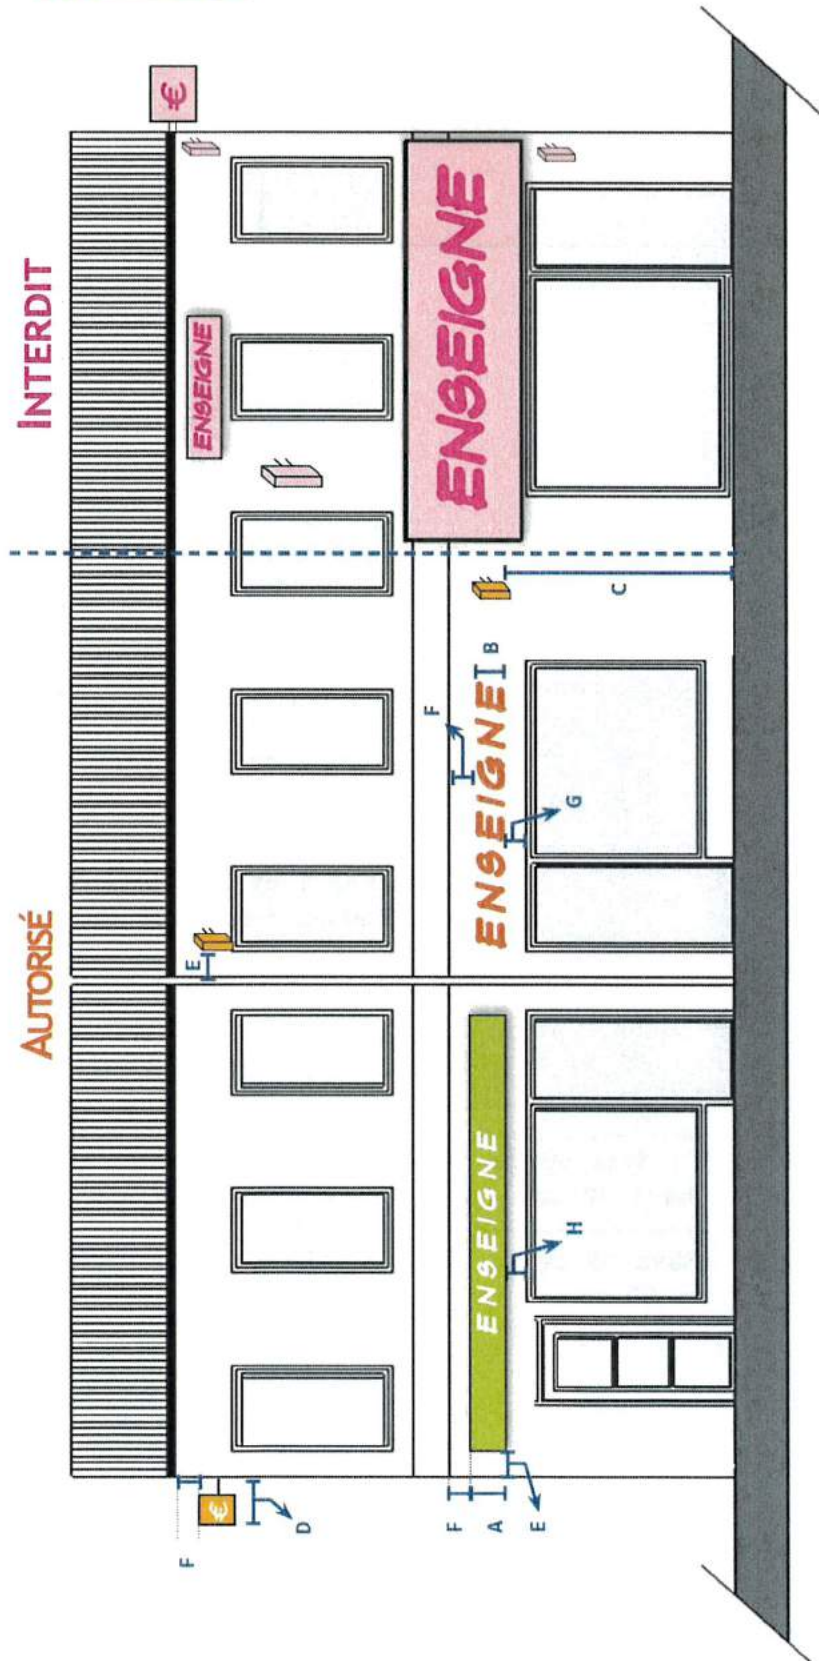 AUTORISÉ
INTERDIT
€
F
D
E
ENSEIGNE
€
F
A
E
ENSEIGNE
H
ENSEIGNE
F
G
B
C
ENSEIGNE